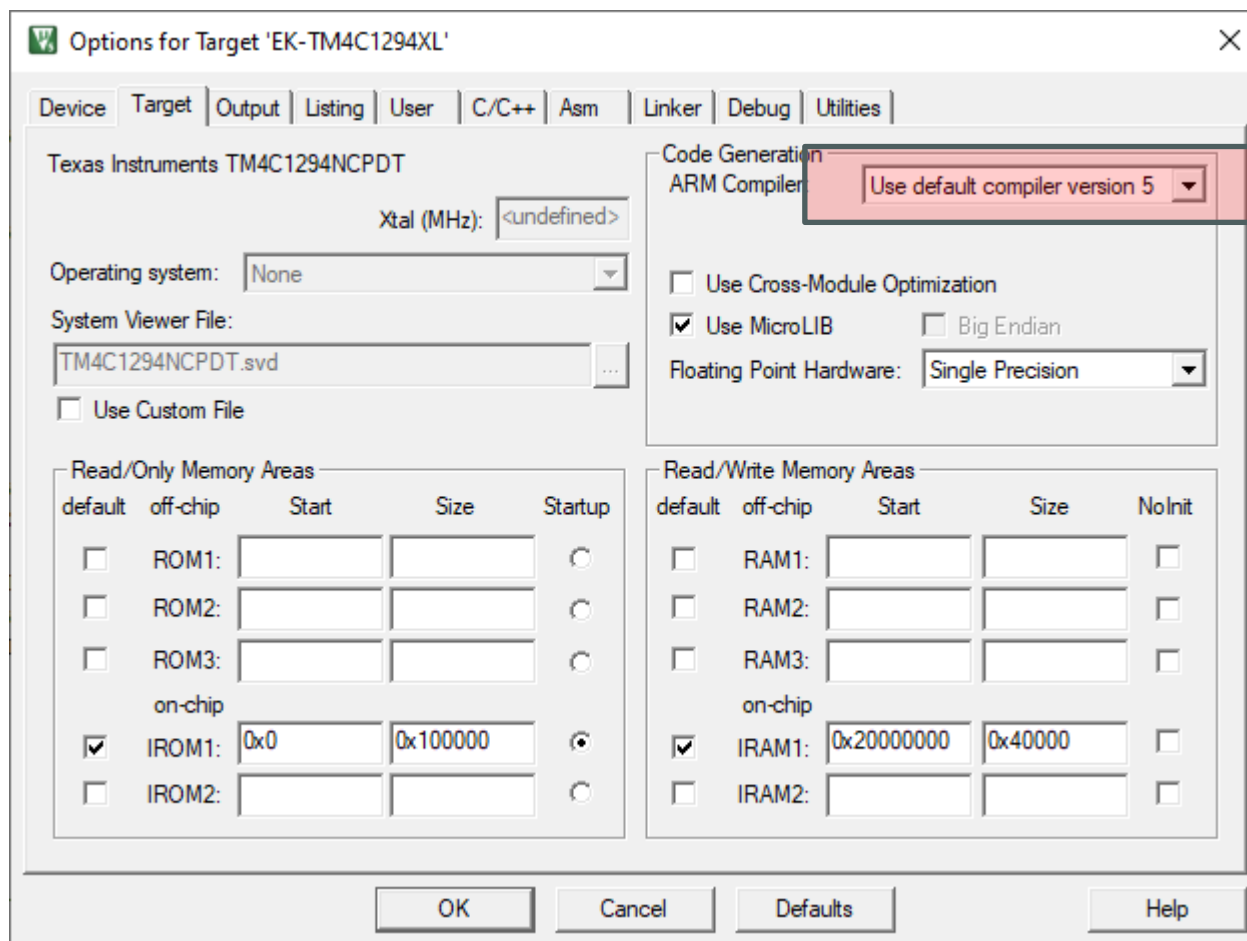 Options for Target 'EK-TM4C1294XL'
Device Target Output Listing User C/C++ Asm Linker Debug Utilities
Texas Instruments TM4C1294NCPDT
Xtal (MHz): <undefined>
Operating system: None
System Viewer File:
TM4C1294NCPDT.svd ...
Use Custom File
Code Generation
ARM Compiler: Use default compiler version 5
Use Cross-Module Optimization
Use MicroLIB Big Endian
Floating Point Hardware: Single Precision
Read/Only Memory Areas
default off-chip Start Size Startup
ROM1:
ROM2:
ROM3:
on-chip
IROM1: 0x0 0x100000
IROM2:
Read/Write Memory Areas
default off-chip Start Size NoInit
RAM1:
RAM2:
RAM3:
on-chip
IRAM1: 0x20000000 0x40000
IRAM2:
OK Cancel Defaults Help